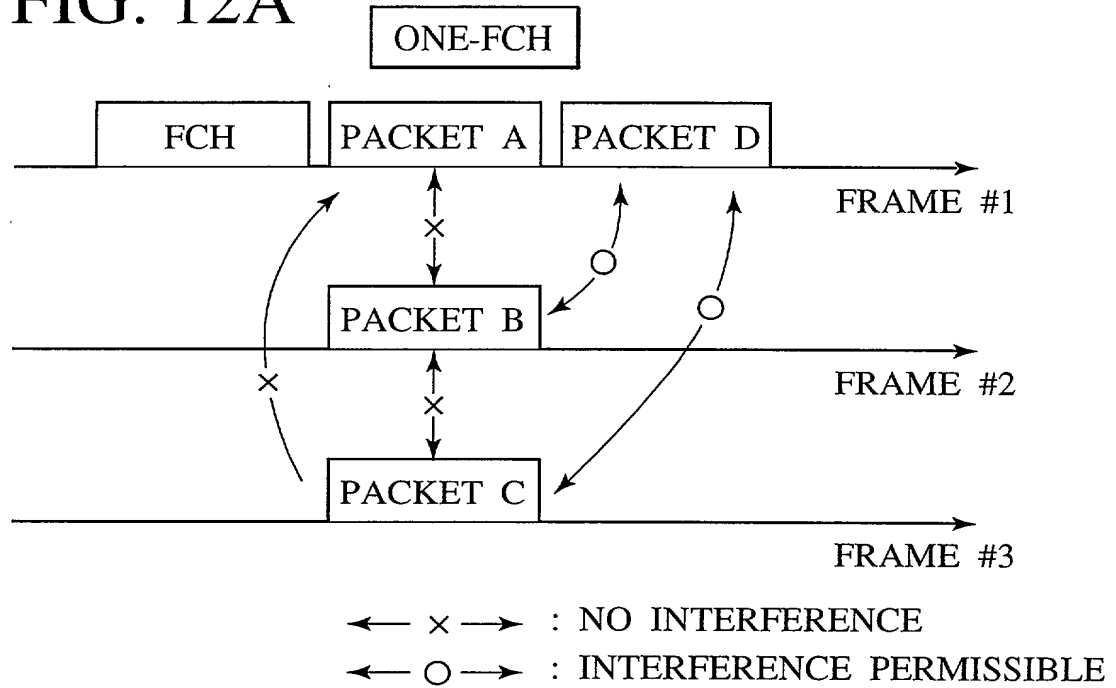 FIG. 12A
ONE-FCH
FCH
PACKET A
PACKET D
FRAME #1
PACKET B
FRAME #2
PACKET C
FRAME #3
× : NO INTERFERENCE
○ : INTERFERENCE PERMISSIBLE